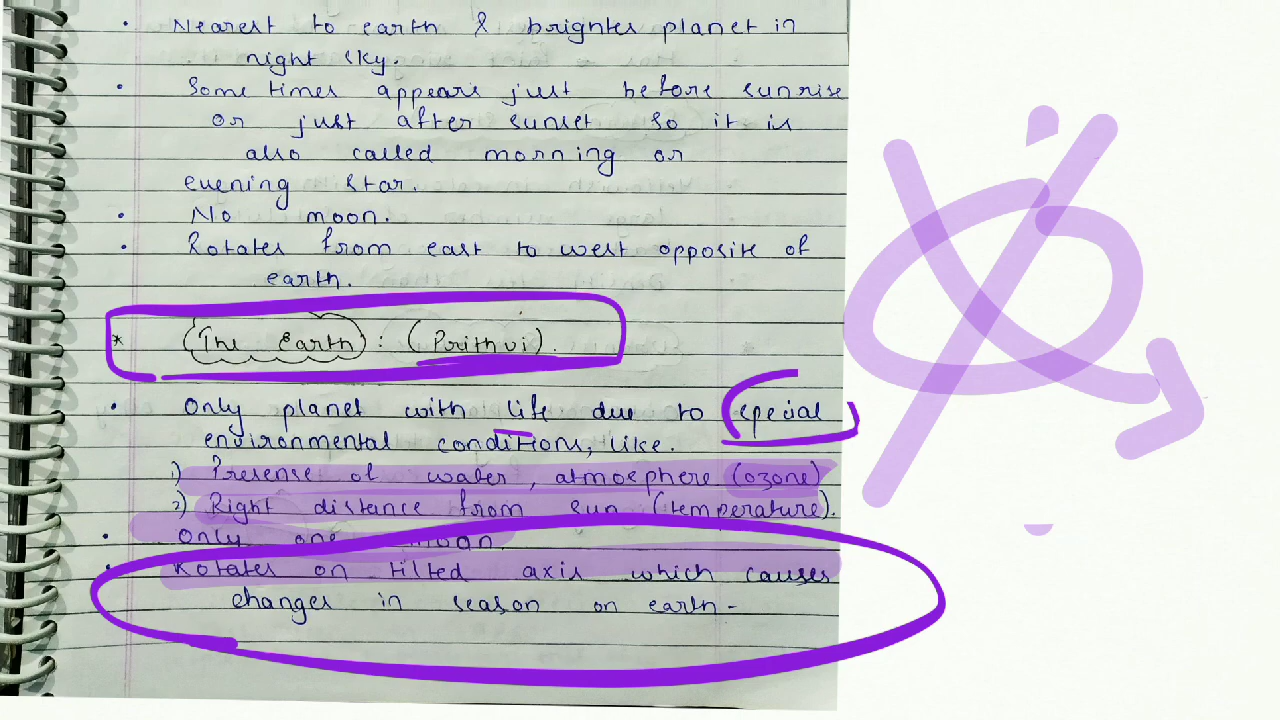 • Nearest to earth & brightes planet in
night sky.
• Some times appears just before sunrise
or just after sunset so it is
also called morning or
evening star.
• No moon.
• Rotates from east to west opposite of
earth.
* The Earth : (Prithvi).
• Only planet with life due to special
environmental conditions, like.
1) Presense of water, atmosphere (ozone)
2) Right distance from sun (temperature).
• Only one moon
• Rotates on tilted axis which causes
changes in season on earth-